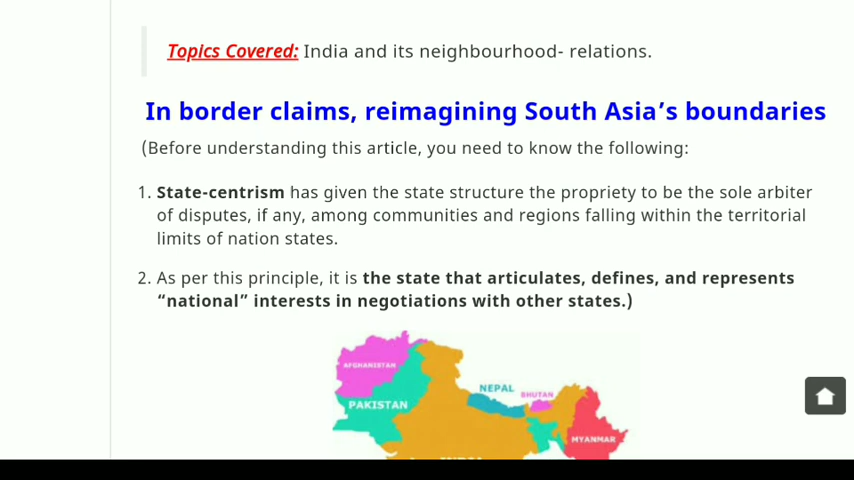 Topics Covered: India and its neighbourhood- relations.
In border claims, reimagining South Asia’s boundaries
(Before understanding this article, you need to know the following:
1. State-centrism has given the state structure the propriety to be the sole arbiter
of disputes, if any, among communities and regions falling within the territorial
limits of nation states.
2. As per this principle, it is the state that articulates, defines, and represents
“national” interests in negotiations with other states.)
AFGHANISTAN
NEPAL
BHUTAN
PAKISTAN
MYANMAR